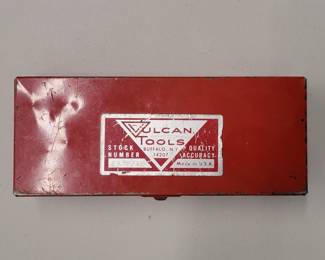 VULCAN
TOOLS
BUFFALO, N.Y.
14207
STOCK
NUMBER
QUALITY
ACCURACY
Made in U.S.A.